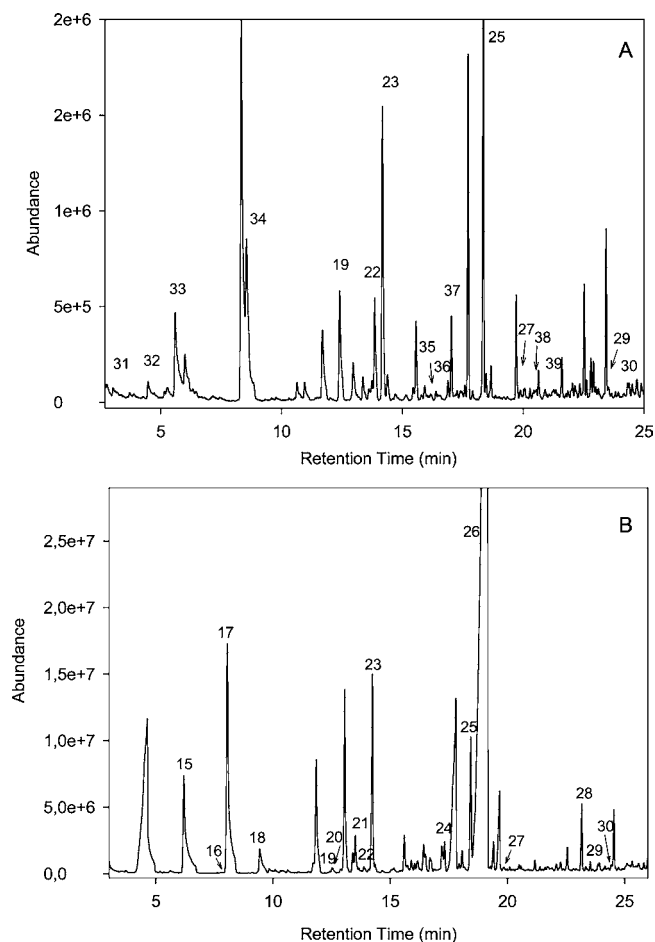 A
2e+6
2e+6
1e+6
5e+5
0
Abundance
31
32
33
34
19
22
23
35
36
37
25
27
38
39
29
30
5
10
15
20
25
Retention Time (min)
B
2,5e+7
2,0e+7
1,5e+7
1,0e+7
5,0e+6
0,0
Abundance
15
16
17
18
19
20
21
22
23
24
25
26
27
28
29
30
5
10
15
20
25
Retention Time (min)